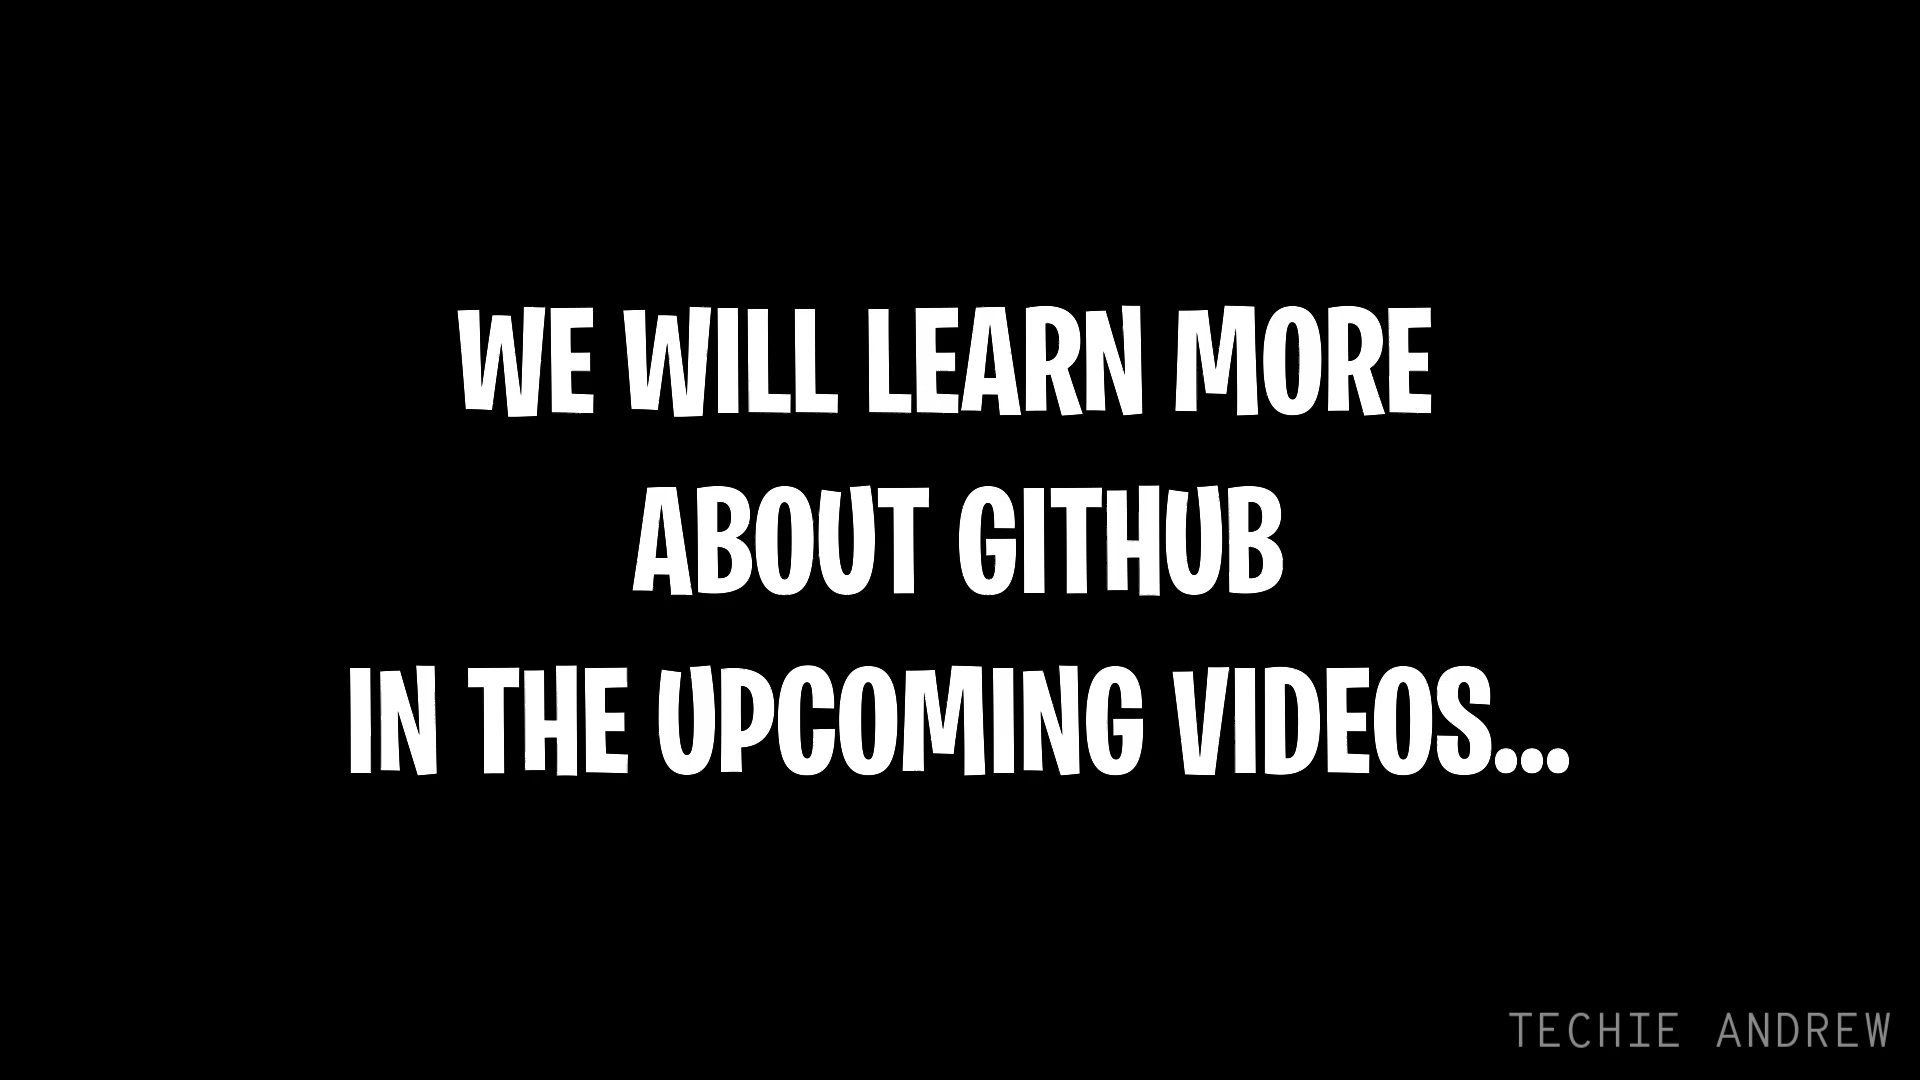 WE WILL LEARN MORE
ABOUT GITHUB
IN THE UPCOMING VIDEOS...
TECHIE ANDREW